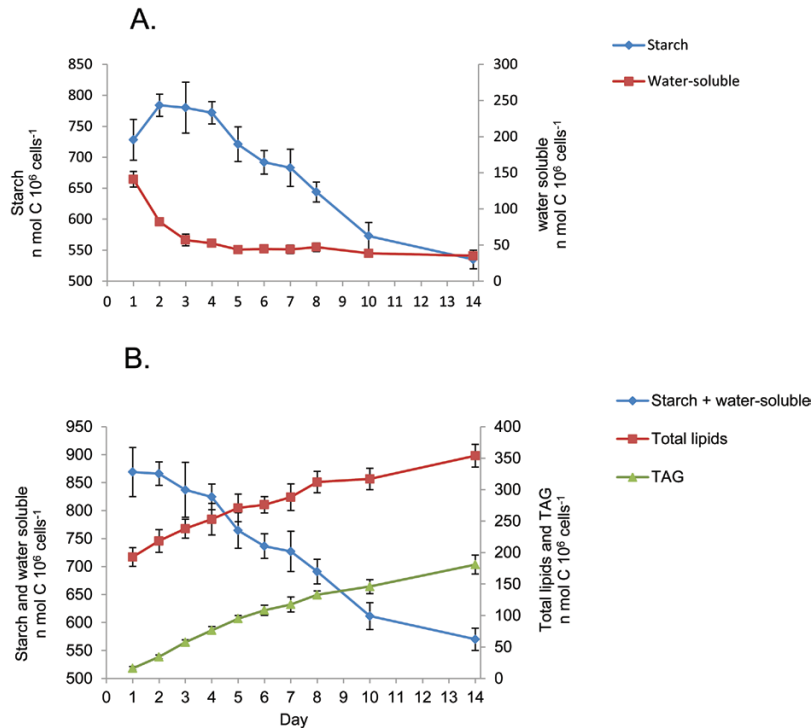 A.
Starch
Water-soluble
Starch
n mol C 10⁶ cells⁻¹
850
800
750
700
650
600
550
500
300
250
200
150
100
50
0
water soluble
n mol C 10⁶ cells⁻¹
0 1 2 3 4 5 6 7 8 9 10 11 12 13 14
B.
Starch + water-soluble
Total lipids
TAG
Starch and water soluble
n mol C 10⁶ cells⁻¹
950
900
850
800
750
700
650
600
550
500
400
350
300
250
200
150
100
50
0
Total lipids and TAG
n mol C 10⁶ cells⁻¹
0 1 2 3 4 5 6 7 8 9 10 11 12 13 14
Day